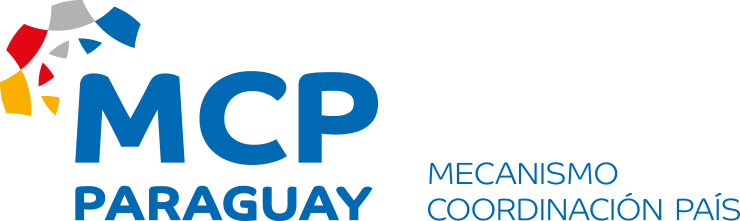 MCP
PARAGUAY
MECANISMO
COORDINACIÓN PAÍS